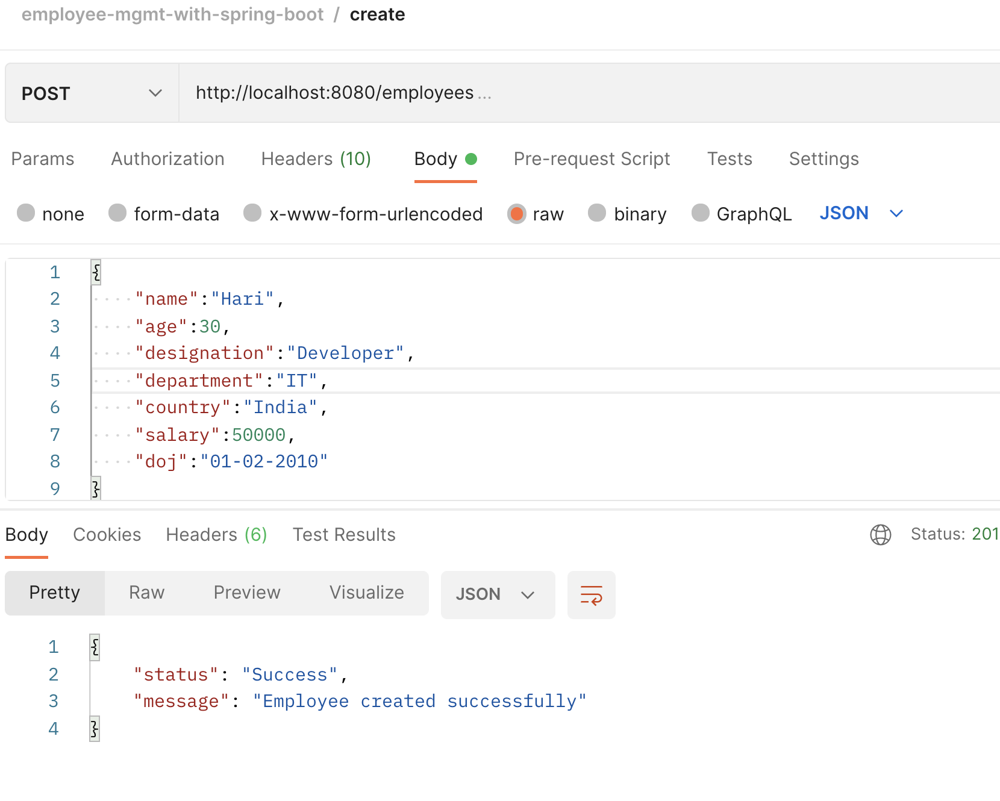 employee-mgmt-with-spring-boot / create
POST http://localhost:8080/employees ...
Params Authorization Headers (10) Body Pre-request Script Tests Settings
none form-data x-www-form-urlencoded raw binary GraphQL JSON
1 {
2 "name":"Hari",
3 "age":30,
4 "designation":"Developer",
5 "department":"IT",
6 "country":"India",
7 "salary":50000,
8 "doj":"01-02-2010"
9 }
Body Cookies Headers (6) Test Results Status: 201
Pretty Raw Preview Visualize JSON
1 {
2 "status": "Success",
3 "message": "Employee created successfully"
4 }